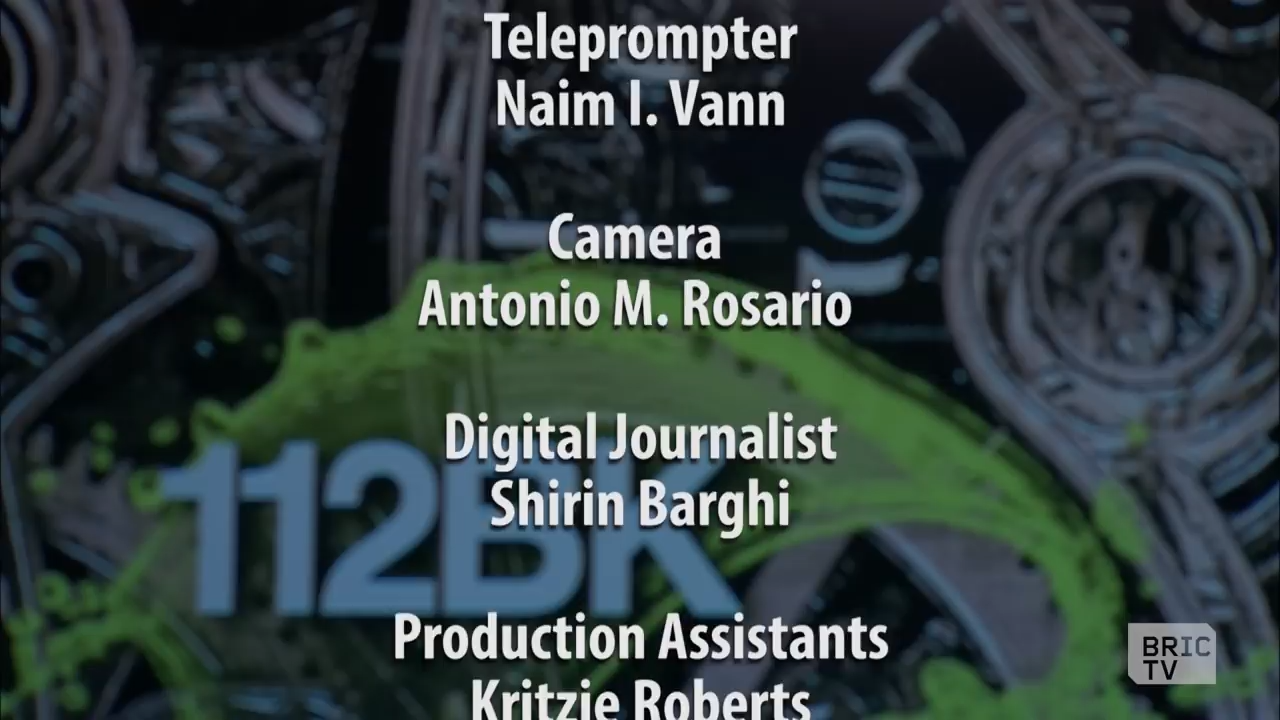 Teleprompter
Naim I. Vann
Camera
Antonio M. Rosario
Digital Journalist
Shirin Barghi
112BK
Production Assistants
Kritzie Roberts
BRIC
TV